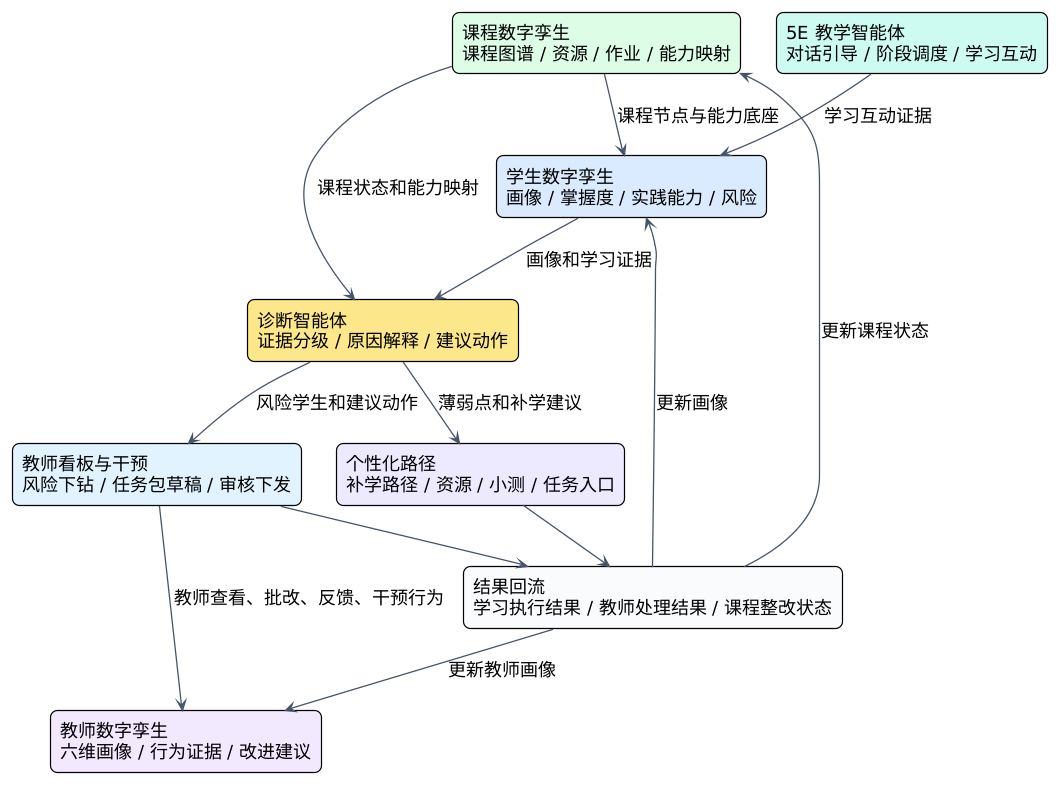 课程数字孪生
课程图谱 / 资源 / 作业 / 能力映射
5E 教学智能体
对话引导 / 阶段调度 / 学习互动
课程节点与能力底座
学习互动证据
课程状态和能力映射
学生数字孪生
画像 / 掌握度 / 实践能力 / 风险
画像和学习证据
诊断智能体
证据分级 / 原因解释 / 建议动作
更新课程状态
风险学生和建议动作
薄弱点和补学建议
更新画像
教师看板与干预
风险下钻 / 任务包草稿 / 审核下发
个性化路径
补学路径 / 资源 / 小测 / 任务入口
教师查看、批改、反馈、干预行为
结果回流
学习执行结果 / 教师处理结果 / 课程整改状态
更新教师画像
教师数字孪生
六维画像 / 行为证据 / 改进建议